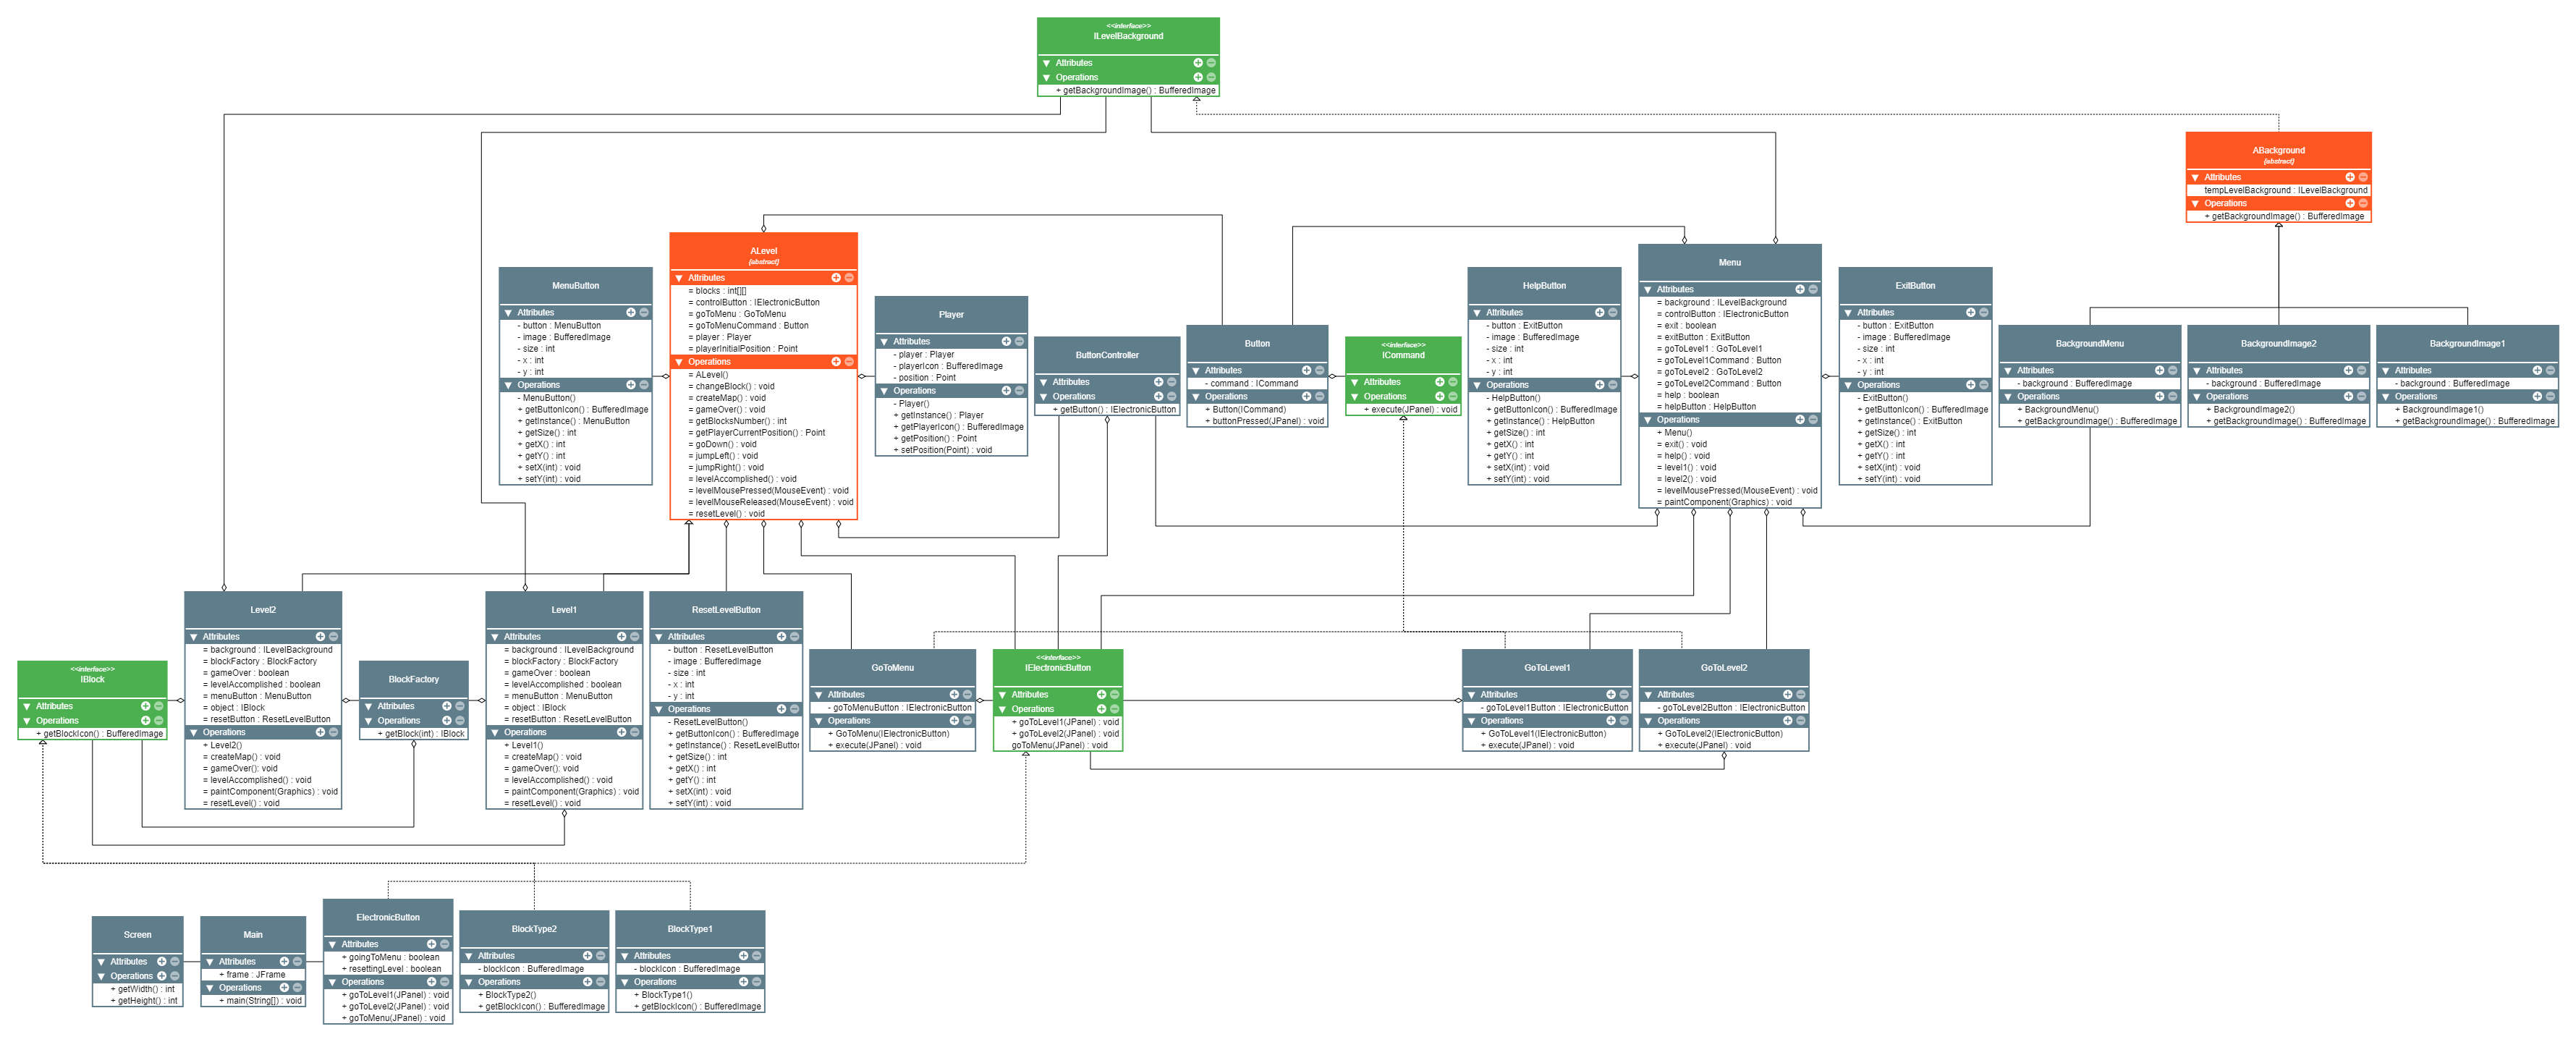 <<interface>>
ILevelBackground
Attributes
Operations
+ getBackgroundImage() : BufferedImage
ABackground
{abstract}
Attributes
tempLevelBackground : ILevelBackground
Operations
+ getBackgroundImage() : BufferedImage
MenuButton
Attributes
- button : MenuButton
- image : BufferedImage
- size : int
- x : int
- y : int
Operations
- MenuButton()
+ getButtonIcon() : BufferedImage
+ getInstance() : MenuButton
+ getSize() : int
+ getX() : int
+ getY() : int
+ setX(int) : void
+ setY(int) : void
ALevel
{abstract}
Attributes
= blocks : int[][]
= controlButton : IElectronicButton
= goToMenu : GoToMenu
= goToMenuCommand : Button
= player : Player
= playerInitialPosition : Point
Operations
= ALevel()
= changeBlock() : void
= createMap() : void
= gameOver() : void
= getBlocksNumber() : int
= getPlayerCurrentPosition() : Point
= goDown() : void
= jumpLeft() : void
= jumpRight() : void
= levelAccomplished() : void
= levelMousePressed(MouseEvent) : void
= levelMouseReleased(MouseEvent) : void
= resetLevel() : void
Player
Attributes
- player : Player
- playerIcon : BufferedImage
- position : Point
Operations
- Player()
+ getInstance() : Player
+ getPlayerIcon() : BufferedImage
+ getPosition() : Point
+ setPosition(Point) : void
ButtonController
Attributes
Operations
+ getButton() : IElectronicButton
Button
Attributes
- command : ICommand
Operations
+ Button(ICommand)
+ buttonPressed(JPanel) : void
<<interface>>
ICommand
Attributes
Operations
+ execute(JPanel) : void
HelpButton
Attributes
- button : ExitButton
- image : BufferedImage
- size : int
- x : int
- y : int
Operations
- HelpButton()
+ getButtonIcon() : BufferedImage
+ getInstance() : HelpButton
+ getSize() : int
+ getX() : int
+ getY() : int
+ setX(int) : void
+ setY(int) : void
Menu
Attributes
= background : ILevelBackground
= controlButton : IElectronicButton
= exit : boolean
= exitButton : ExitButton
= goToLevel1 : GoToLevel1
= goToLevel1Command : Button
= goToLevel2 : GoToLevel2
= goToLevel2Command : Button
= help : boolean
= helpButton : HelpButton
Operations
+ Menu()
= exit() : void
= help() : void
= level1() : void
= level2() : void
= levelMousePressed(MouseEvent) : void
= paintComponent(Graphics) : void
ExitButton
Attributes
- button : ExitButton
- image : BufferedImage
- size : int
- x : int
- y : int
Operations
- ExitButton()
+ getButtonIcon() : BufferedImage
+ getInstance() : ExitButton
+ getSize() : int
+ getX() : int
+ getY() : int
+ setX(int) : void
+ setY(int) : void
BackgroundMenu
Attributes
- background : BufferedImage
Operations
+ BackgroundMenu()
+ getBackgroundImage() : BufferedImage
BackgroundImage2
Attributes
- background : BufferedImage
Operations
+ BackgroundImage2()
+ getBackgroundImage() : BufferedImage
BackgroundImage1
Attributes
- background : BufferedImage
Operations
+ BackgroundImage1()
+ getBackgroundImage() : BufferedImage
<<interface>>
IBlock
Attributes
Operations
+ getBlockIcon() : BufferedImage
Level2
Attributes
= background : ILevelBackground
= blockFactory : BlockFactory
= gameOver : boolean
= levelAccomplished : boolean
= menuButton : MenuButton
= object : IBlock
= resetButton : ResetLevelButton
Operations
+ Level2()
= createMap() : void
= gameOver(): void
= levelAccomplished() : void
= paintComponent(Graphics) : void
= resetLevel() : void
BlockFactory
Attributes
Operations
+ getBlock(int) : IBlock
Level1
Attributes
= background : ILevelBackground
= blockFactory : BlockFactory
= gameOver : boolean
= levelAccomplished : boolean
= menuButton : MenuButton
= object : IBlock
= resetButton : ResetLevelButton
Operations
+ Level1()
= createMap() : void
= gameOver(): void
= levelAccomplished() : void
= paintComponent(Graphics) : void
= resetLevel() : void
ResetLevelButton
Attributes
- button : ResetLevelButton
- image : BufferedImage
- size : int
- x : int
- y : int
Operations
- ResetLevelButton()
+ getButtonIcon() : BufferedImage
+ getInstance() : ResetLevelButton
+ getSize() : int
+ getX() : int
+ getY() : int
+ setX(int) : void
+ setY(int) : void
GoToMenu
Attributes
- goToMenuButton : IElectronicButton
Operations
+ GoToMenu(IElectronicButton)
+ execute(JPanel) : void
<<interface>>
IElectronicButton
Attributes
Operations
+ goToLevel1(JPanel) : void
+ goToLevel2(JPanel) : void
goToMenu(JPanel) : void
GoToLevel1
Attributes
- goToLevel1Button : IElectronicButton
Operations
+ GoToLevel1(IElectronicButton)
+ execute(JPanel) : void
GoToLevel2
Attributes
- goToLevel2Button : IElectronicButton
Operations
+ GoToLevel2(IElectronicButton)
+ execute(JPanel) : void
Screen
Attributes
Operations
+ getWidth() : int
+ getHeight() : int
Main
Attributes
+ frame : JFrame
Operations
+ main(String[]) : void
ElectronicButton
Attributes
+ goingToMenu : boolean
+ resettingLevel : boolean
Operations
+ goToLevel1(JPanel) : void
+ goToLevel2(JPanel) : void
+ goToMenu(JPanel) : void
BlockType2
Attributes
- blockIcon : BufferedImage
Operations
+ BlockType2()
+ getBlockIcon() : BufferedImage
BlockType1
Attributes
- blockIcon : BufferedImage
Operations
+ BlockType1()
+ getBlockIcon() : BufferedImage